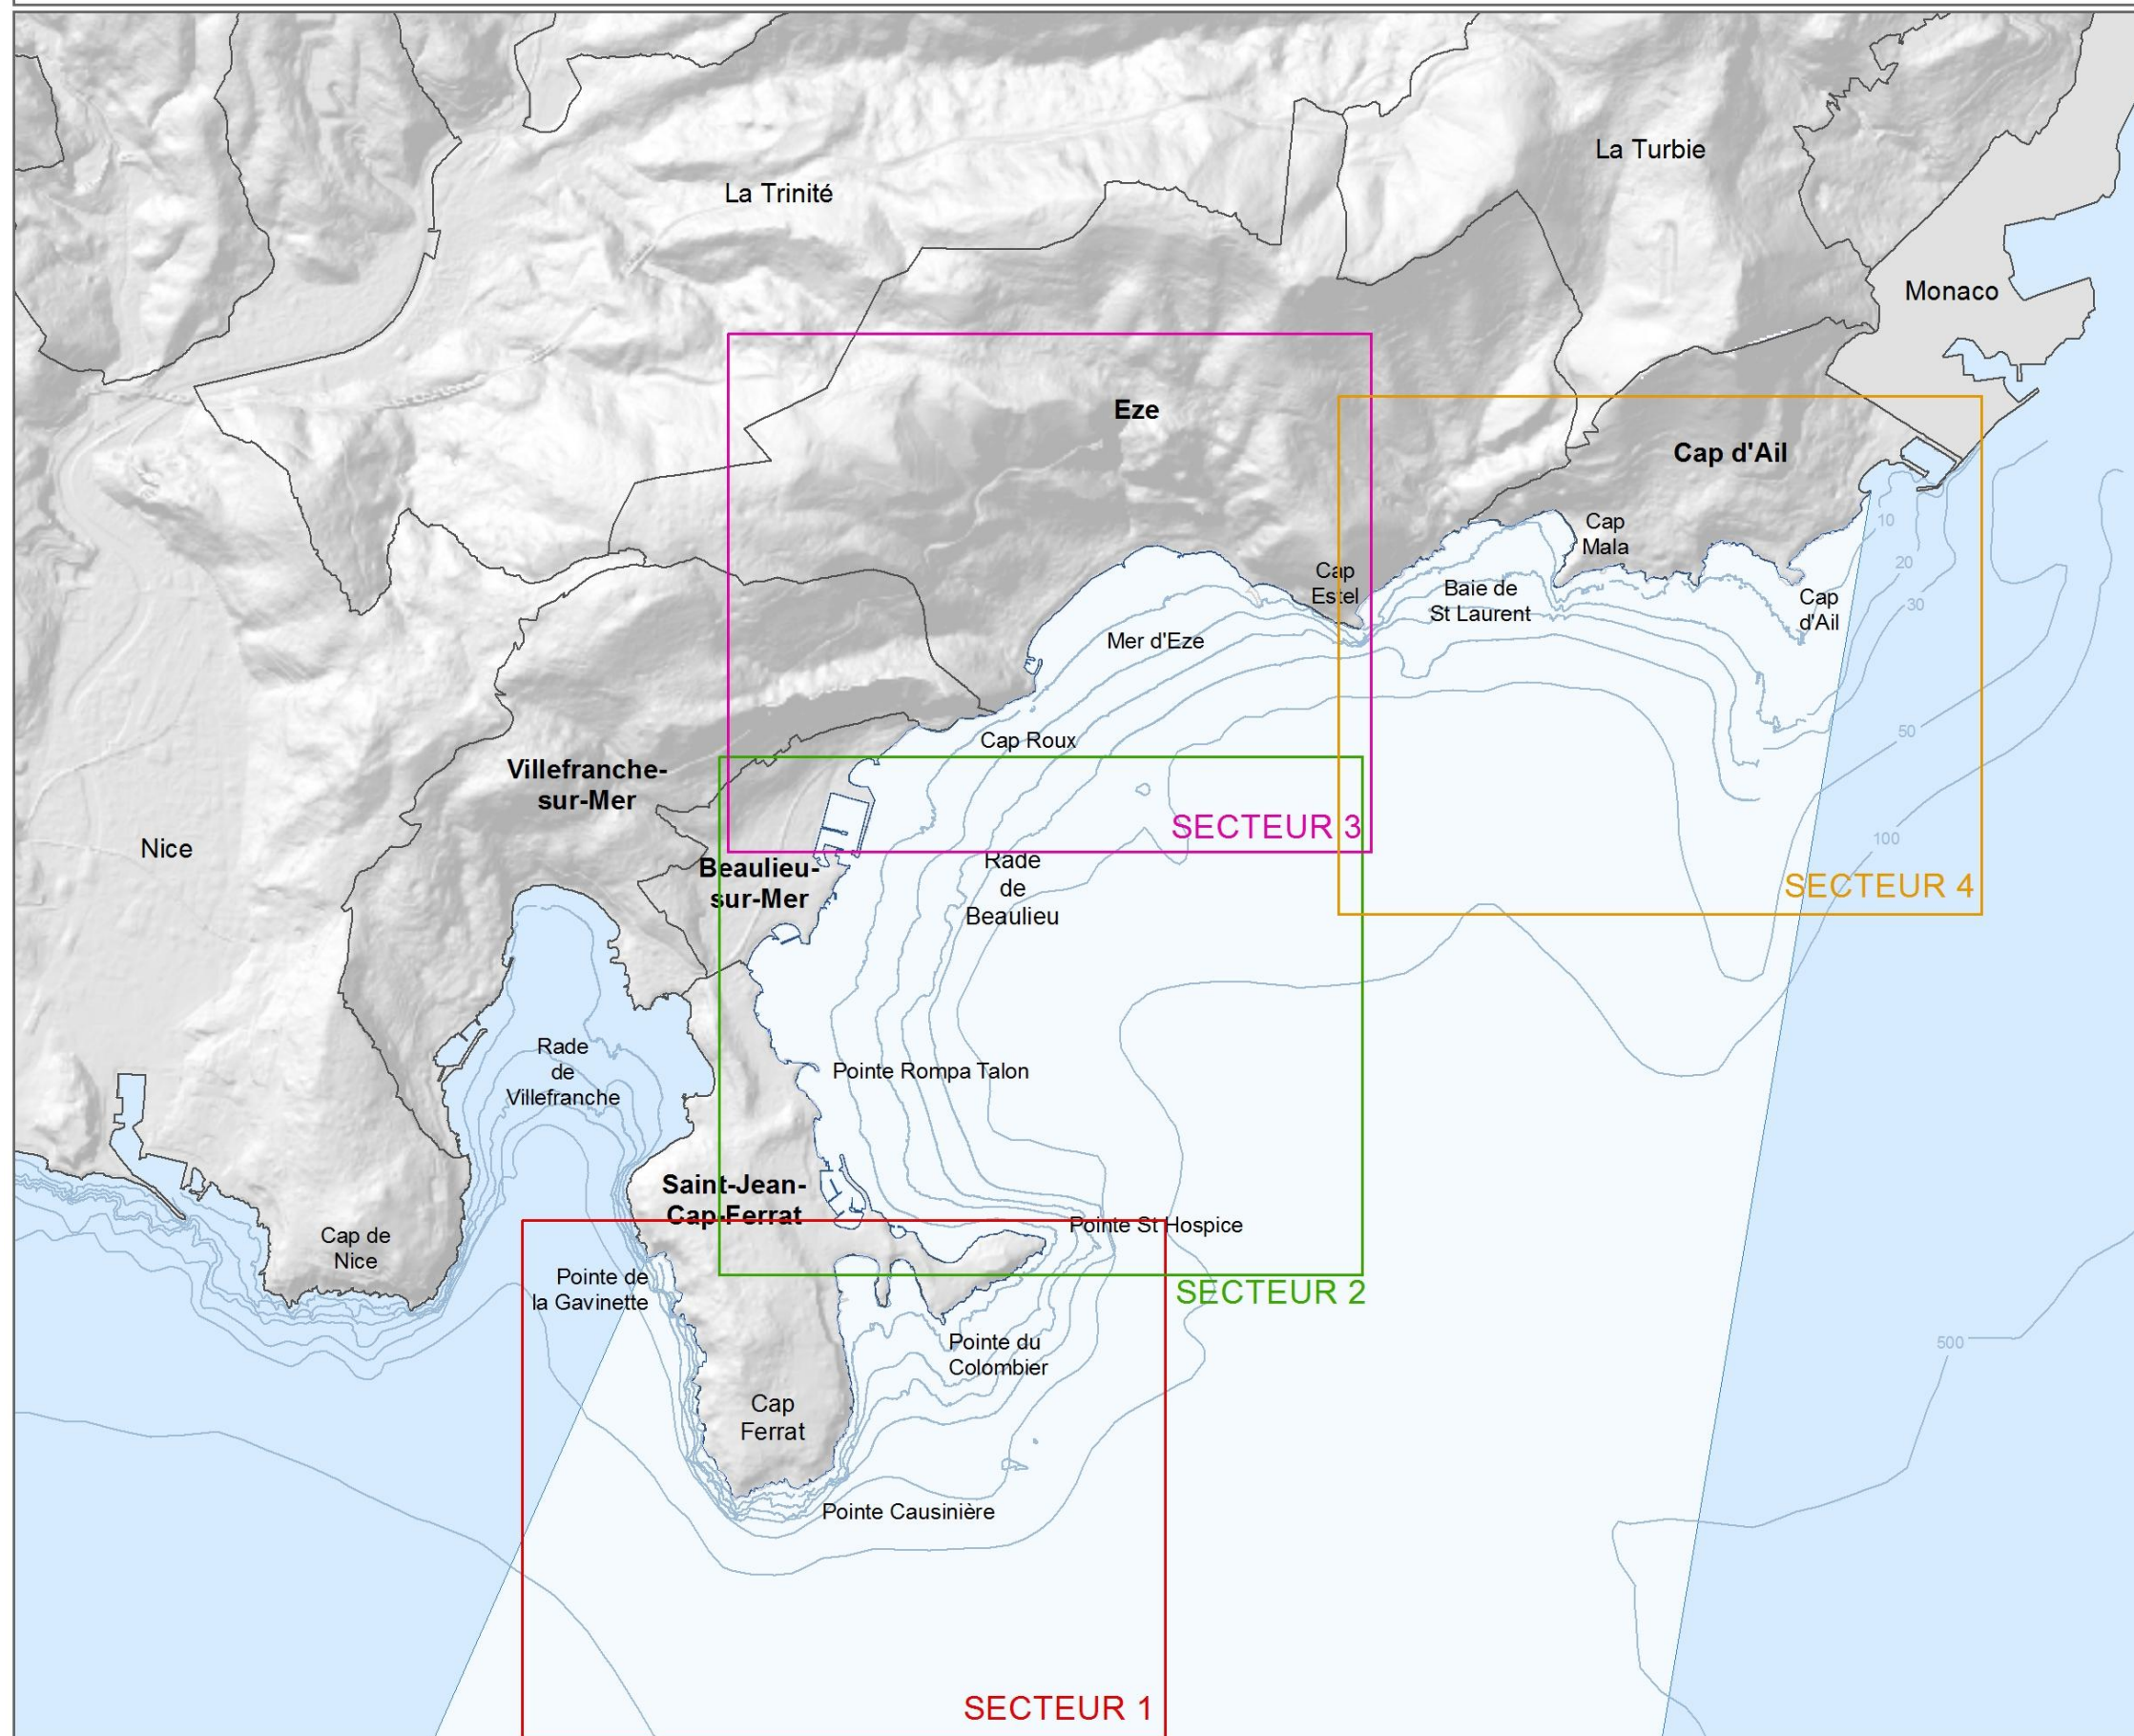 La Turbie
La Trinité
Monaco
Eze
Cap d'Ail
Cap
Mala
10
20
Cap
Estel
Baie de
St Laurent
Cap
d'Ail
30
Mer d'Eze
Cap Roux
50
Villefranche-
sur-Mer
SECTEUR 3
100
Nice
Beaulieu-
sur-Mer
Rade
de
Beaulieu
SECTEUR 4
Rade
de
Villefranche
Pointe Rompa Talon
Saint-Jean-
Cap-Ferrat
Pointe St Hospice
Cap de
Nice
Pointe de
la Gavinette
SECTEUR 2
Pointe du
Colombier
500
Cap
Ferrat
Pointe Causinière
SECTEUR 1